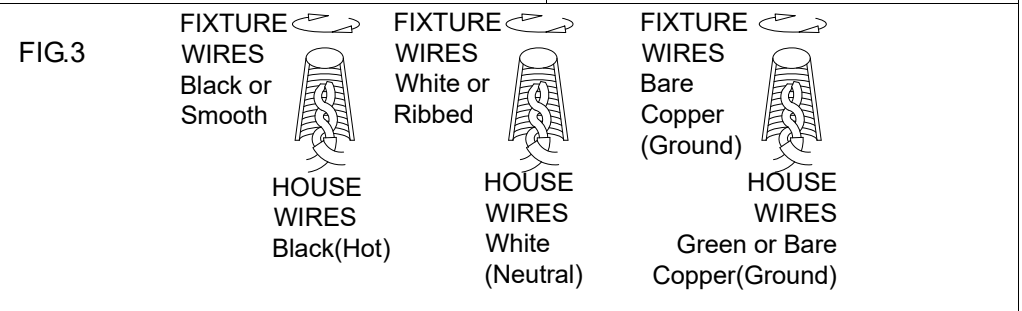 FIG.3
FIXTURE
WIRES
Black or
Smooth
HOUSE
WIRES
Black(Hot)
FIXTURE
WIRES
White or
Ribbed
HOUSE
WIRES
White
(Neutral)
FIXTURE
WIRES
Bare
Copper
(Ground)
HOUSE
WIRES
Green or Bare
Copper(Ground)